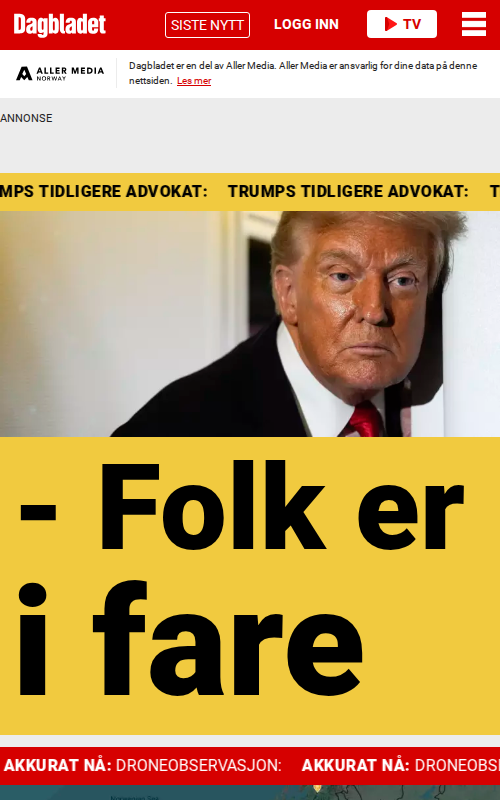 Dagbladet
SISTE NYTT
LOGG INN
TV
ALLER MEDIA
NORWAY
Dagbladet er en del av Aller Media. Aller Media er ansvarlig for dine data på denne
nettsiden. Les mer
ANNONSE
MPS TIDLIGERE ADVOKAT: TRUMPS TIDLIGERE ADVOKAT: T
- Folk er
i fare
AKKURAT NÅ: DRONEOBSERVASJON: AKKURAT NÅ: DRONEOBS